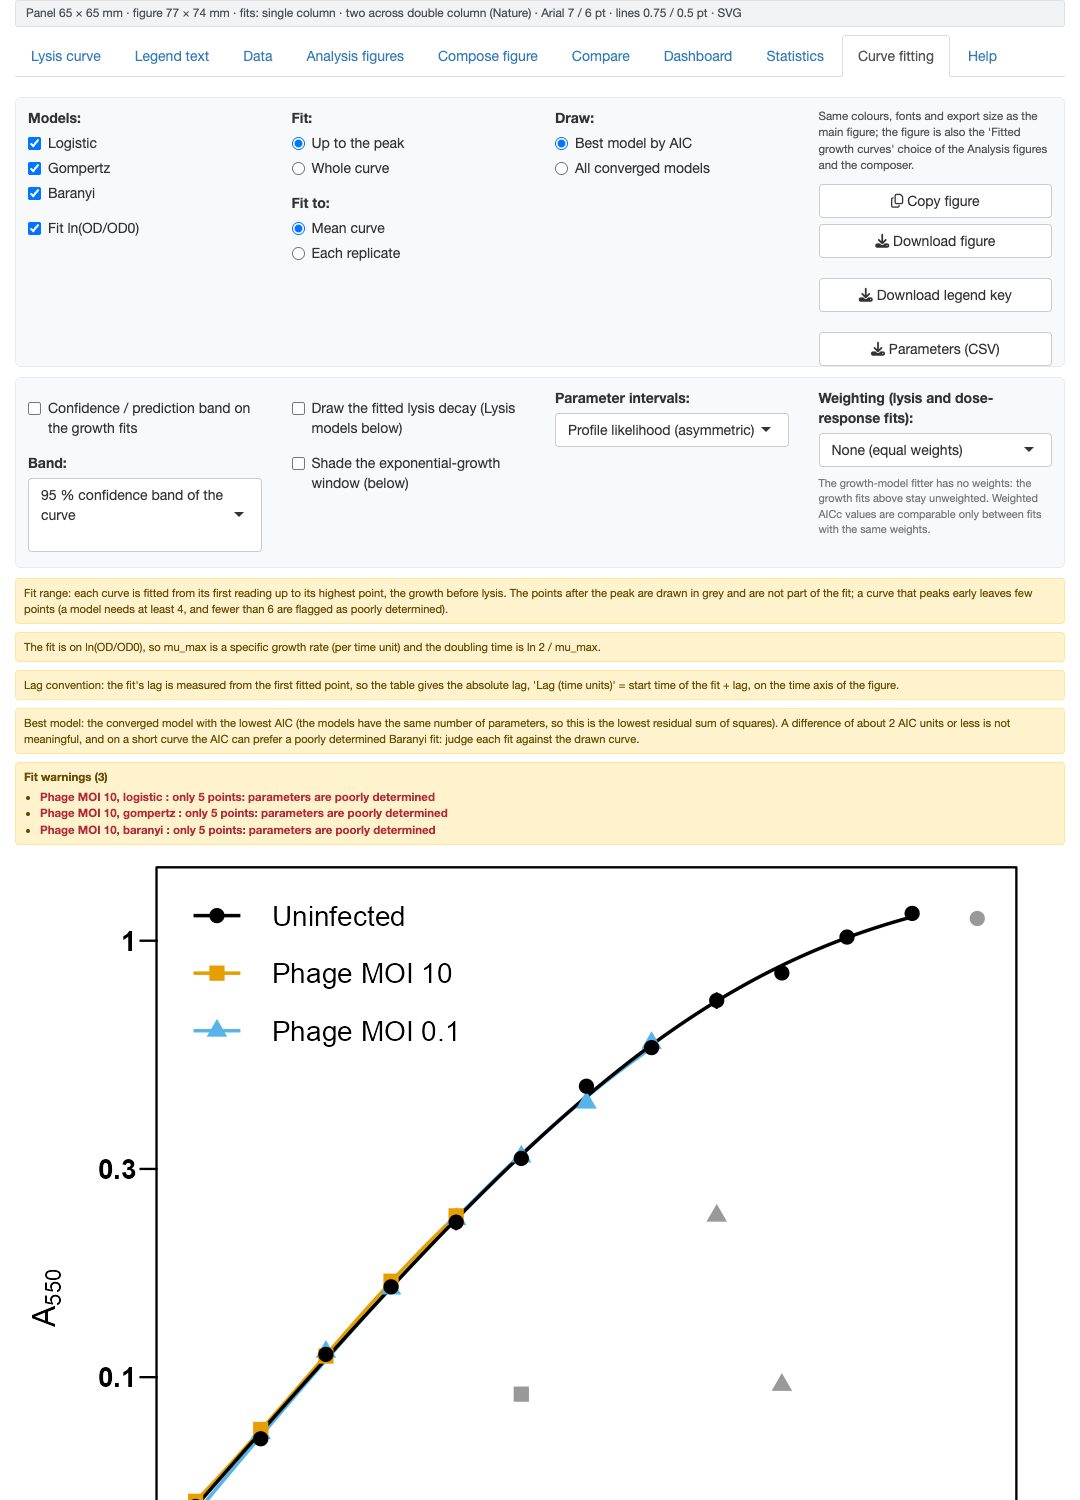 Panel 65 × 65 mm · figure 77 × 74 mm · fits: single column · two across double column (Nature) · Arial 7 / 6 pt · lines 0.75 / 0.5 pt · SVG
Lysis curve Legend text Data Analysis figures Compose figure Compare Dashboard Statistics Curve fitting Help
Models:
Logistic
Gompertz
Baranyi
Fit ln(OD/OD0)
Fit:
Up to the peak
Whole curve
Fit to:
Mean curve
Each replicate
Draw:
Best model by AIC
All converged models
Same colours, fonts and export size as the
main figure; the figure is also the 'Fitted
growth curves' choice of the Analysis figures
and the composer.
Copy figure
Download figure
Download legend key
Parameters (CSV)
Confidence / prediction band on
the growth fits
Band:
95 % confidence band of the
curve
Draw the fitted lysis decay (Lysis
models below)
Shade the exponential-growth
window (below)
Parameter intervals:
Profile likelihood (asymmetric)
Weighting (lysis and dose-
response fits):
None (equal weights)
The growth-model fitter has no weights: the
growth fits above stay unweighted. Weighted
AICc values are comparable only between fits
with the same weights.
Fit range: each curve is fitted from its first reading up to its highest point, the growth before lysis. The points after the peak are drawn in grey and are not part of the fit; a curve that peaks early leaves few
points (a model needs at least 4, and fewer than 6 are flagged as poorly determined).
The fit is on ln(OD/OD0), so mu_max is a specific growth rate (per time unit) and the doubling time is ln 2 / mu_max.
Lag convention: the fit's lag is measured from the first fitted point, so the table gives the absolute lag, 'Lag (time units)' = start time of the fit + lag, on the time axis of the figure.
Best model: the converged model with the lowest AIC (the models have the same number of parameters, so this is the lowest residual sum of squares). A difference of about 2 AIC units or less is not
meaningful, and on a short curve the AIC can prefer a poorly determined Baranyi fit: judge each fit against the drawn curve.
Fit warnings (3)
Phage MOI 10, logistic : only 5 points: parameters are poorly determined
Phage MOI 10, gompertz : only 5 points: parameters are poorly determined
Phage MOI 10, baranyi : only 5 points: parameters are poorly determined
Uninfected
Phage MOI 10
Phage MOI 0.1
1
0.3
0.1
A550